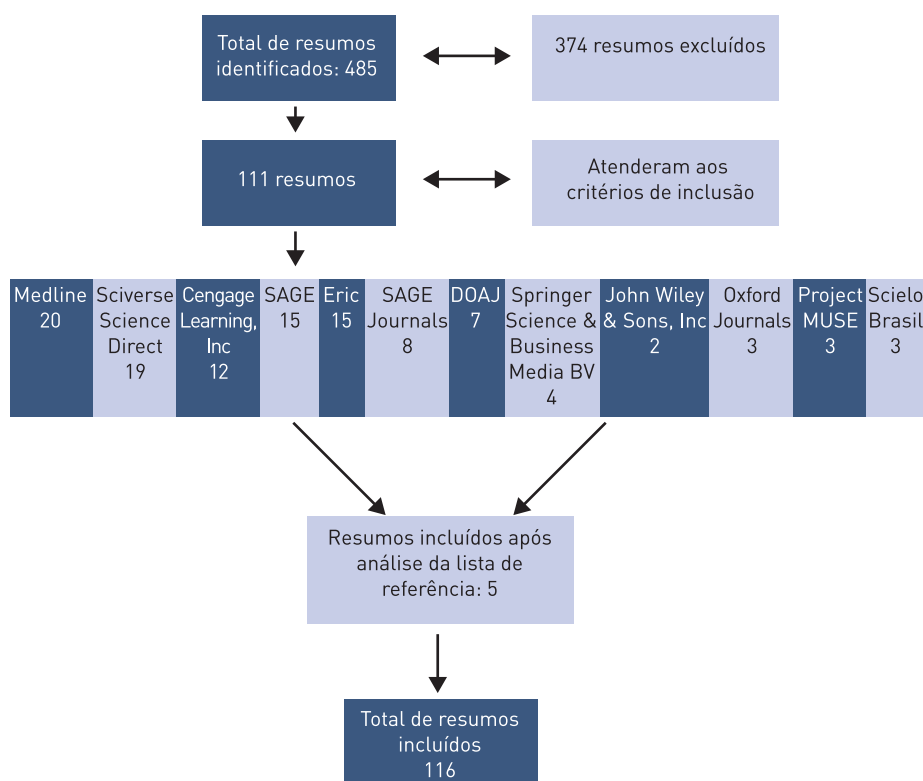 Total de resumos
identificados: 485
374 resumos excluídos
111 resumos
Atenderam aos
critérios de inclusão
Medline
20
Sciverse
Science
Direct
19
Cengage
Learning,
Inc
12
SAGE
15
Eric
15
SAGE
Journals
8
DOAJ
7
Springer
Science &
Business
Media BV
4
John Wiley
& Sons, Inc
2
Oxford
Journals
3
Project
MUSE
3
Scielo
Brasil
3
Resumos incluídos após
análise da lista de
referência: 5
Total de resumos
incluídos
116